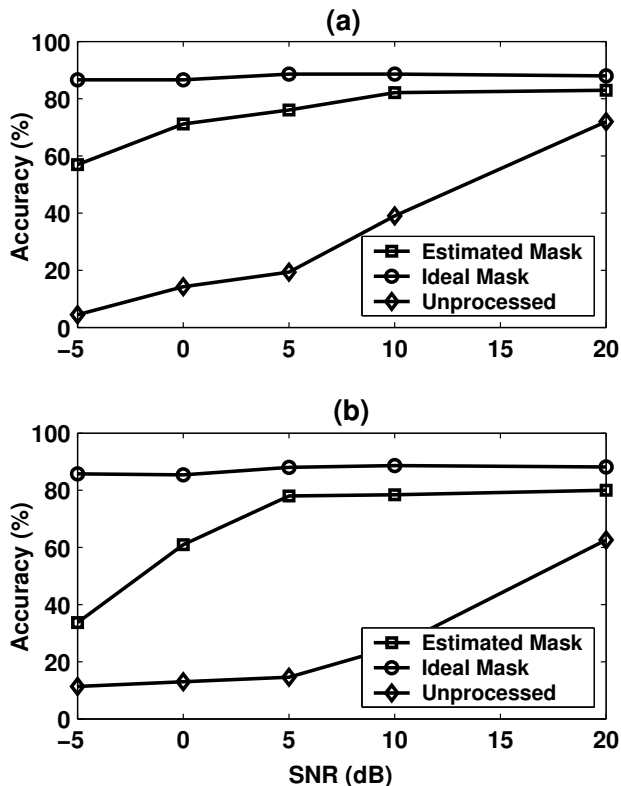 (a)
100
80
60
40
20
0
Accuracy (%)
−5 0 5 10 15 20
Estimated Mask
Ideal Mask
Unprocessed
(b)
100
80
60
40
20
0
Accuracy (%)
−5 0 5 10 15 20
Estimated Mask
Ideal Mask
Unprocessed
SNR (dB)